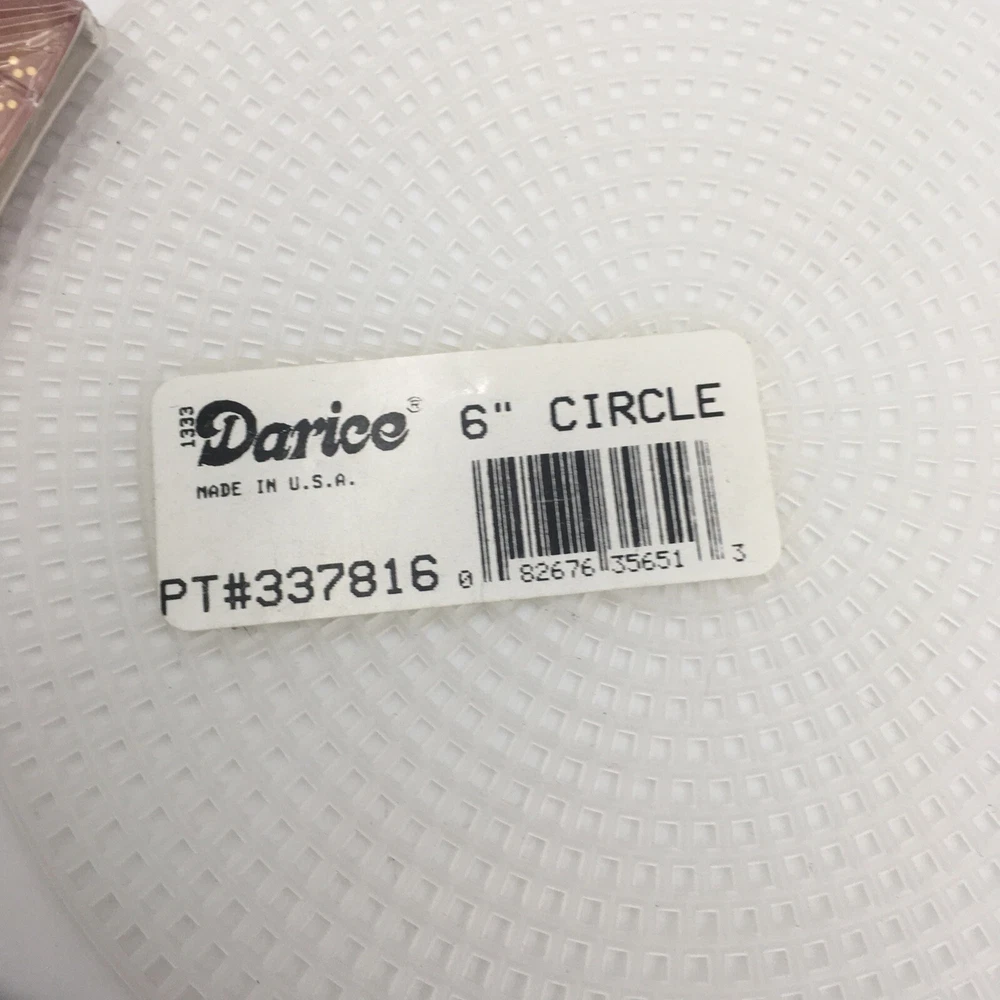 1333
Darice®
6" CIRCLE
MADE IN U.S.A.
PT#337816
0 82676 35651 3